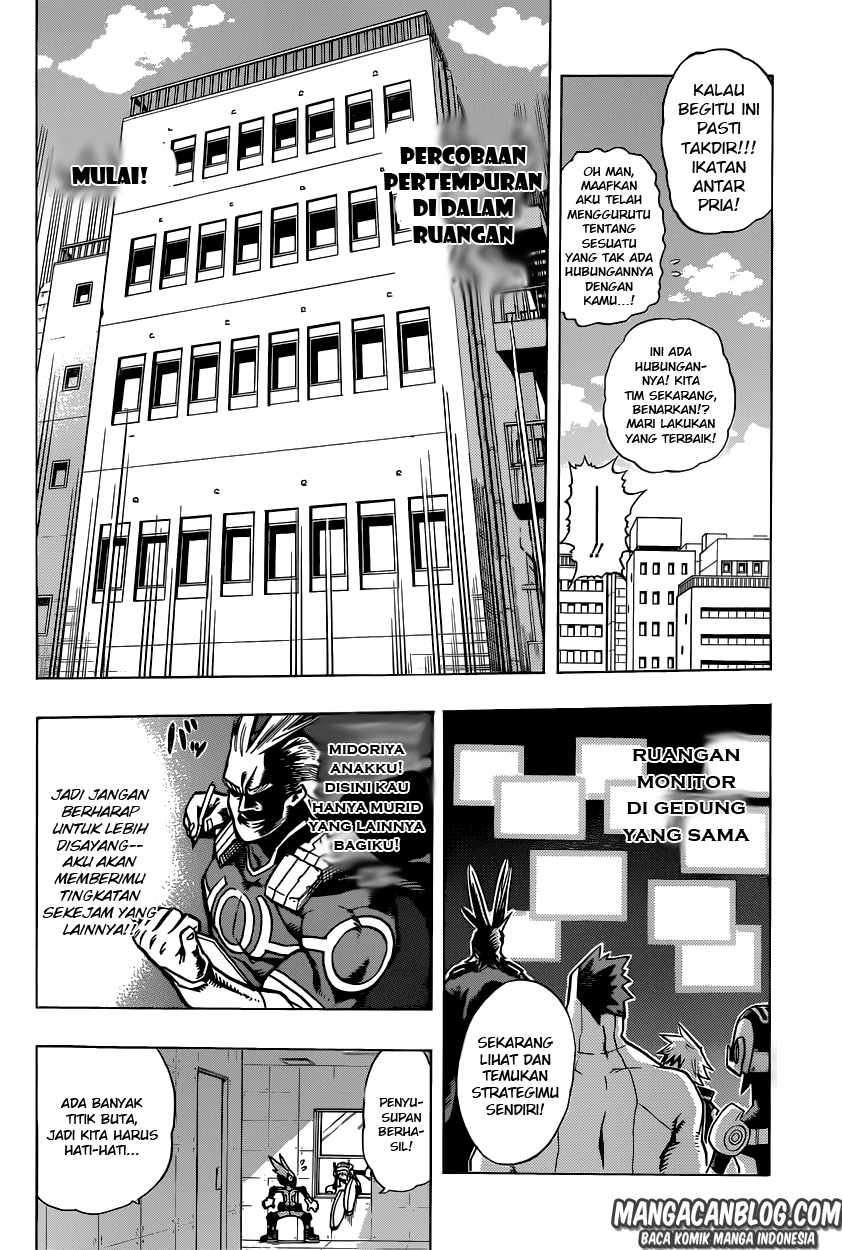 KALAU
BEGITU INI
PASTI
TAKDIR!!!
IKATAN
ANTAR
PRIA!
OH MAN,
MAAFKAN
AKU TELAH
MENGGURUTU
TENTANG
SESUATU
YANG TAK ADA
HUBUNGANNYA
DENGAN
KAMU...!
INI ADA
HUBUNGAN-
NYA! KITA
TIM SEKARANG,
BENARKAN!?
MARI LAKUKAN
YANG TERBAIK!
!!
PERCOBAAN
PERTEMPURAN
DI DALAM
RUANGAN
MULAI!
RUANGAN
MONITOR
DI GEDUNG
YANG SAMA
SEKARANG
LIHAT DAN
TEMUKAN
STRATEGIMU
SENDIRI!
MIDORIYA
ANAKKU!
DISINI KAU
HANYA MURID
YANG LAINNYA
BAGIKU!
JADI JANGAN
BERHARAP
UNTUK LEBIH
DISAYANG--
AKU AKAN
MEMBERIMU
TINGKATAN
SEKEJAM YANG
LAINNYA!!
PENYU-
SUPAN
BERHA-
SIL!
ADA BANYAK
TITIK BUTA,
JADI KITA HARUS
HATI-HATI...
MANGACANBLOG.COM
BACA KOMIK MANGA INDONESIA